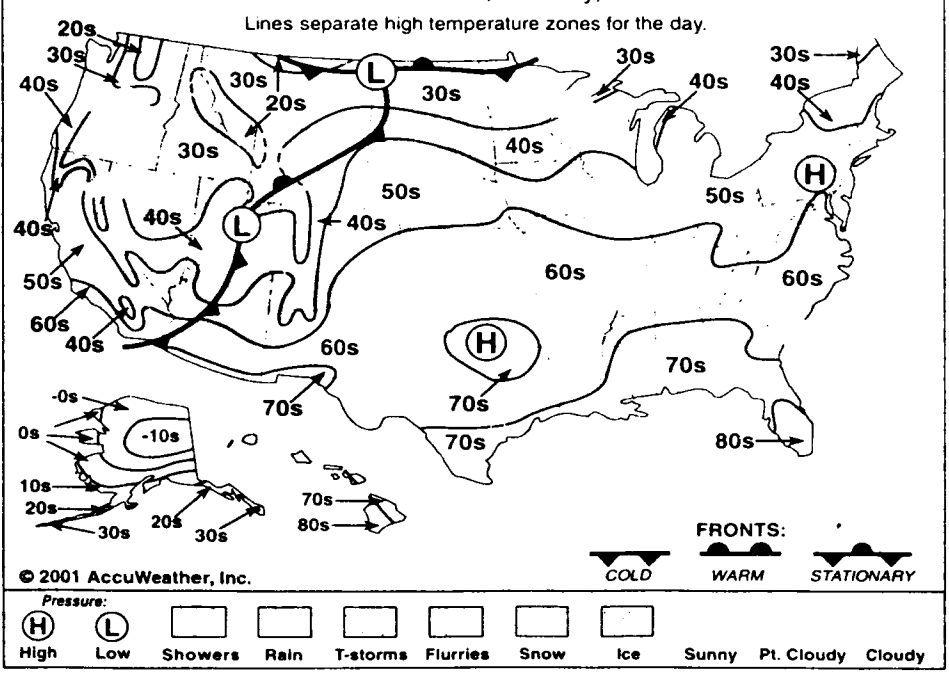 Lines separate high temperature zones for the day.
20s
30s
40s
30s
20s
L
30s
30s
40s
30s
40s
30s
40s
H
50s
50s
40s
L
40s
40s
50s
60s
40s
60s
60s
60s
H
70s
70s
70s
70s
80s
-0s
0s
-10s
10s
20s
30s
20s
30s
70s
80s
FRONTS:
COLD WARM STATIONARY
© 2001 AccuWeather, Inc.
Pressure:
H L
High Low Showers Rain T-storms Flurries Snow Ice Sunny Pt. Cloudy Cloudy